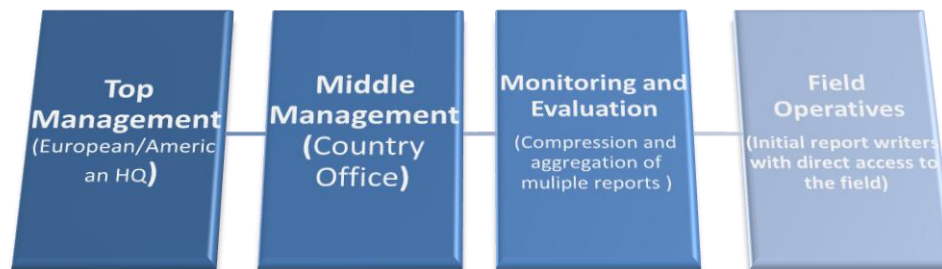 Top
Management
(European/Americ
an HQ)
Middle
Management
(Country
Office)
Monitoring and
Evaluation
(Compression and
aggregation of
muliple reports )
Field
Operatives
(Initial report writers
with direct access to
the field)